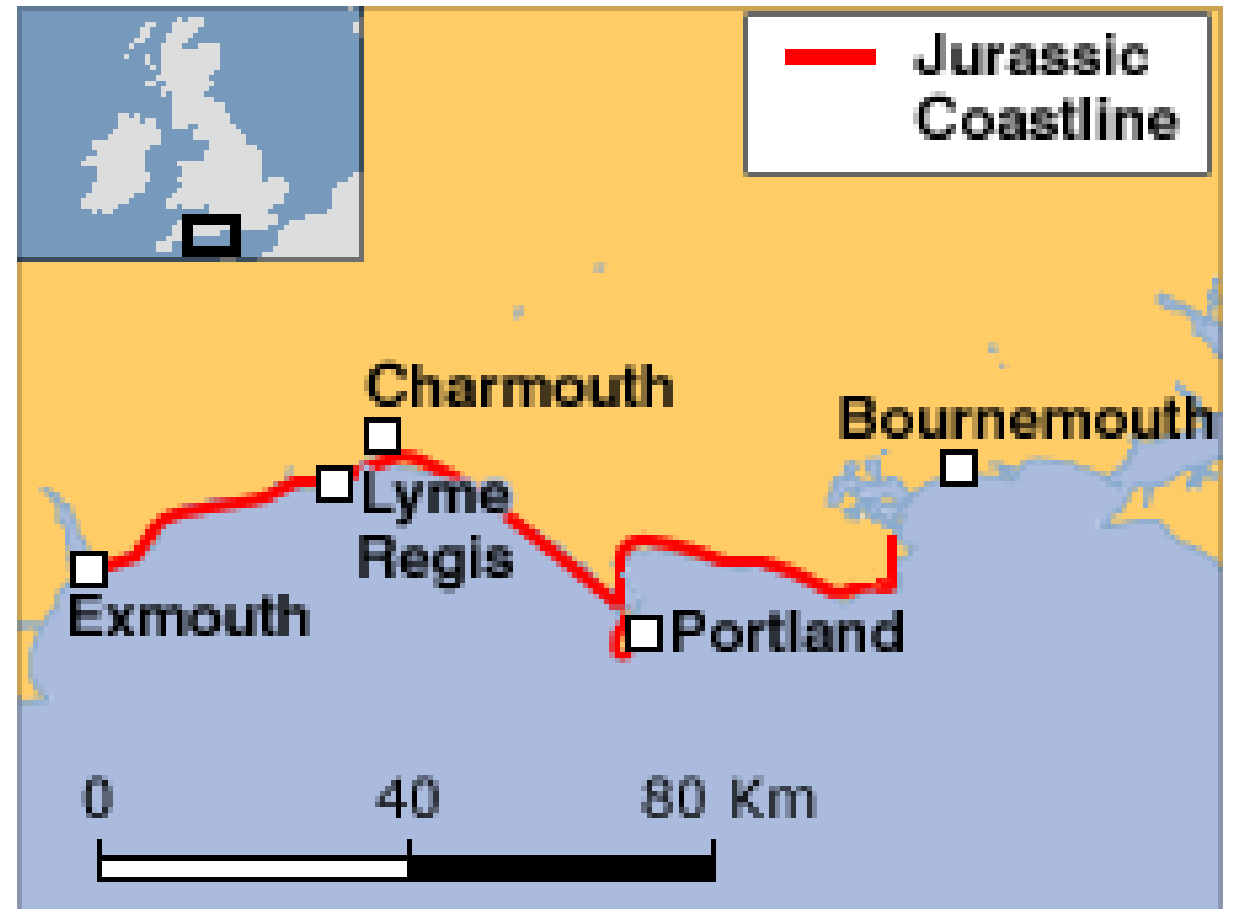 Jurassic
Coastline
Charmouth
Bournemouth
Lyme
Regis
Exmouth
Portland
0 40 80 Km